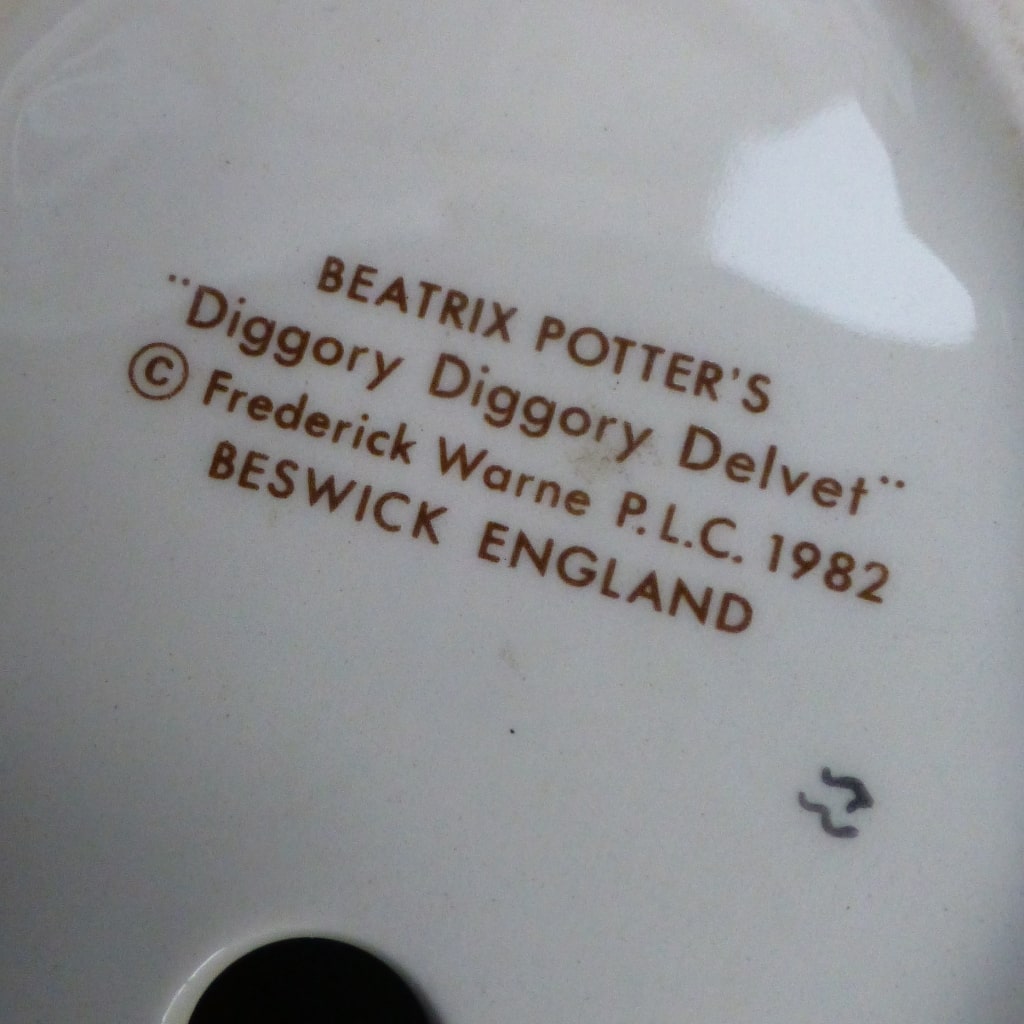 BEATRIX POTTER'S
¨Diggory Diggory Delvet¨
© Frederick Warne P.L.C. 1982
BESWICK ENGLAND